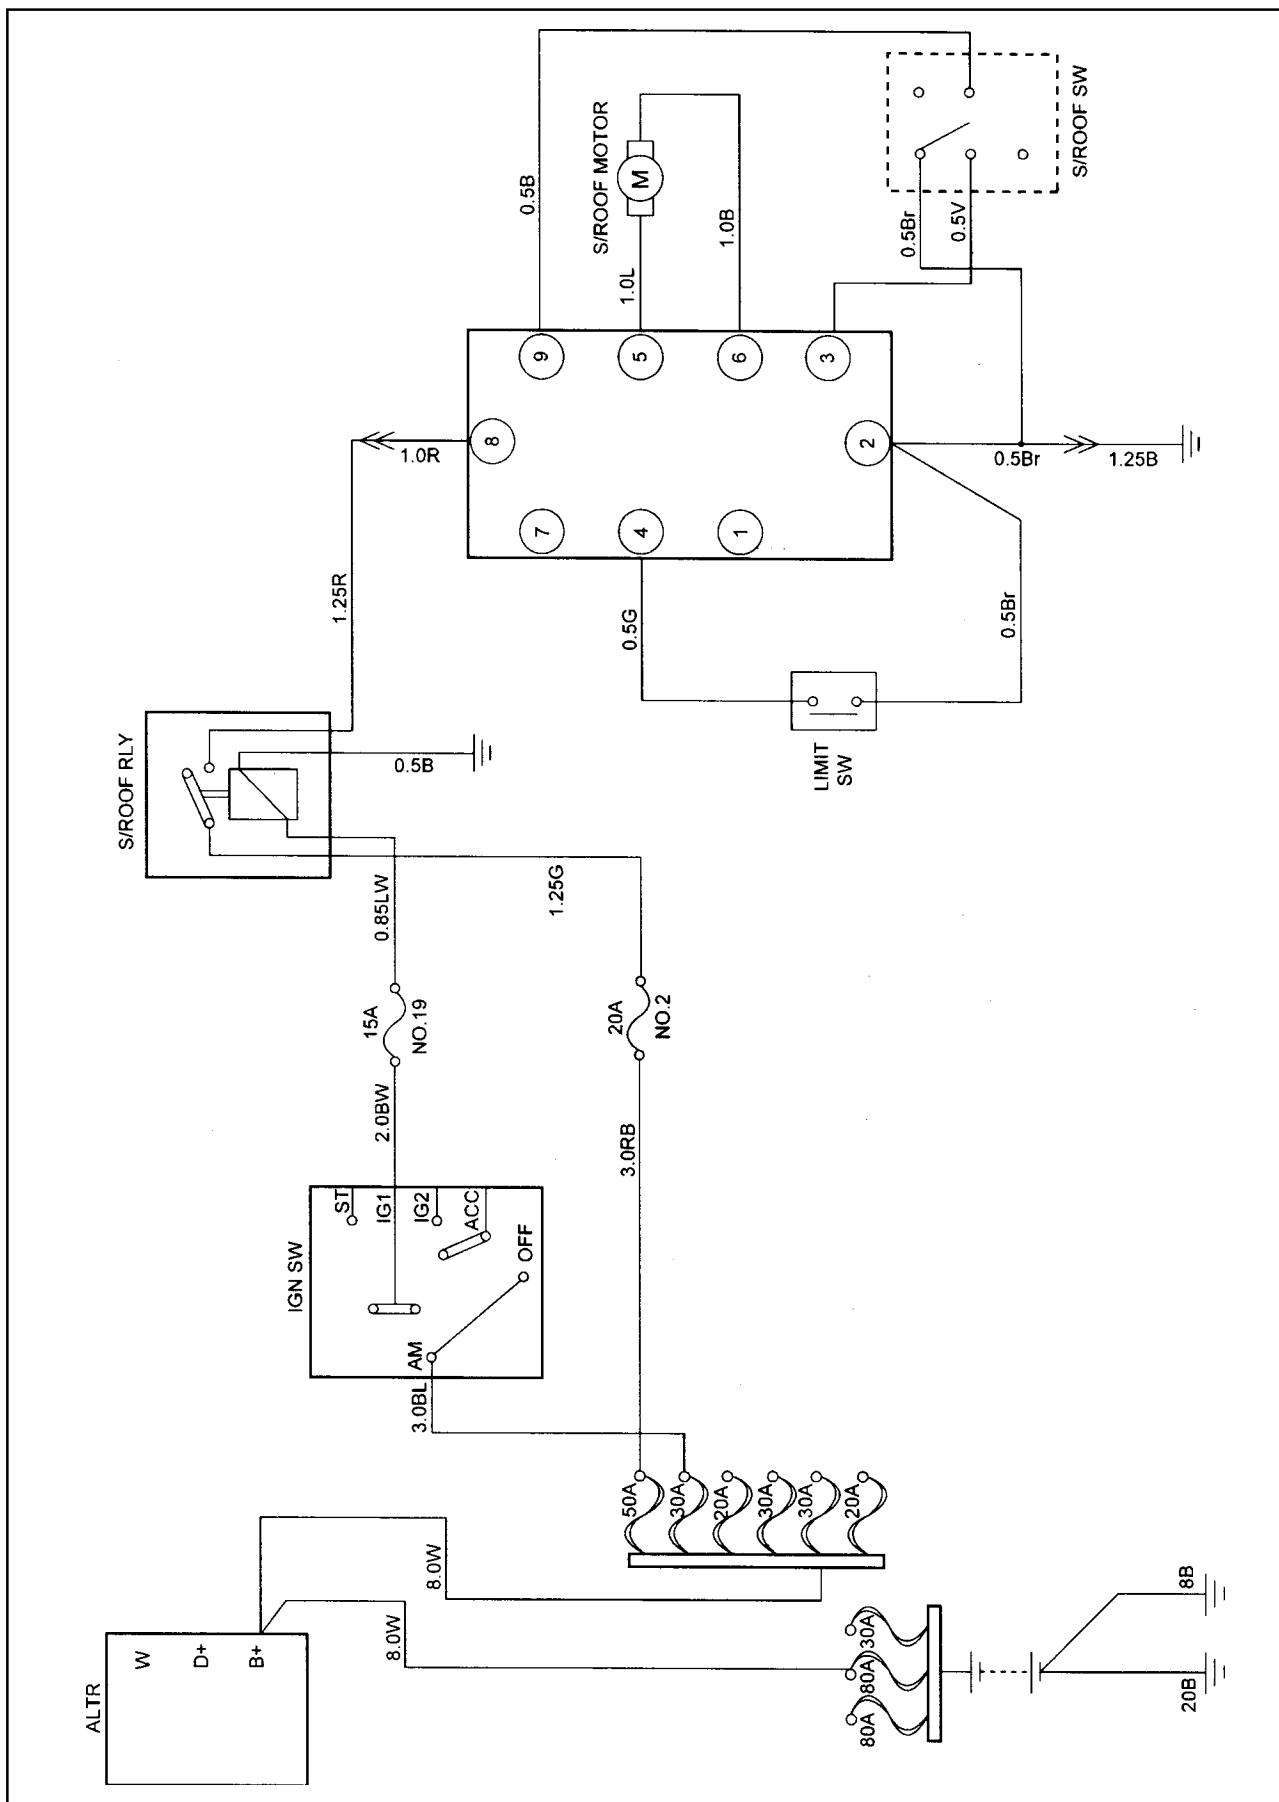 ALTR
W
D+
B+
8.0W
8.0W
80A
80A
30A
20B
8B
50A
30A
20A
30A
30A
20A
3.0BL
IGN SW
AM
OFF
ST
IG1
IG2
ACC
2.0BW
15A
NO.19
0.85LW
3.0RB
20A
NO.2
1.25G
S/ROOF RLY
0.5B
1.25R
LIMIT
SW
0.5G
0.5Br
1.0R
7
4
1
8
2
9
5
6
3
0.5Br
1.25B
1.0L
1.0B
0.5B
S/ROOF MOTOR
M
0.5Br
0.5V
S/ROOF SW